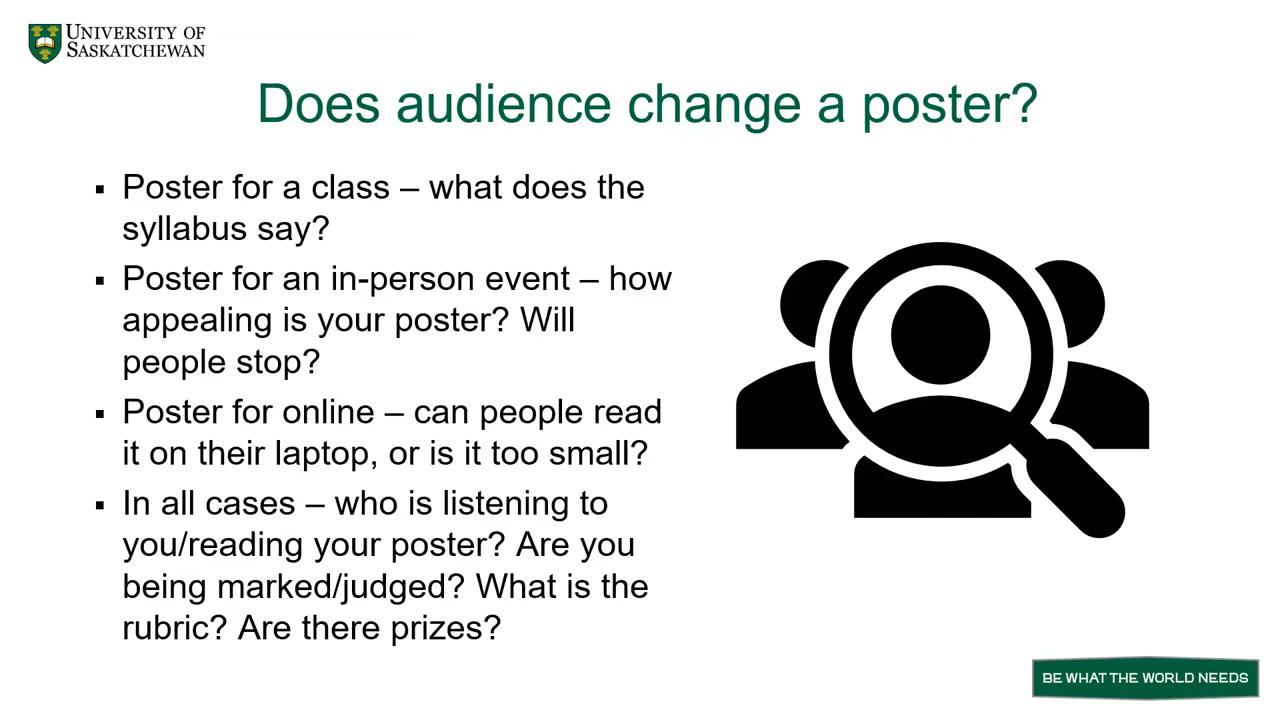 UNIVERSITY OF
SASKATCHEWAN
Does audience change a poster?
▪ Poster for a class – what does the
syllabus say?
▪ Poster for an in-person event – how
appealing is your poster? Will
people stop?
▪ Poster for online – can people read
it on their laptop, or is it too small?
▪ In all cases – who is listening to
you/reading your poster? Are you
being marked/judged? What is the
rubric? Are there prizes?
BE WHAT THE WORLD NEEDS